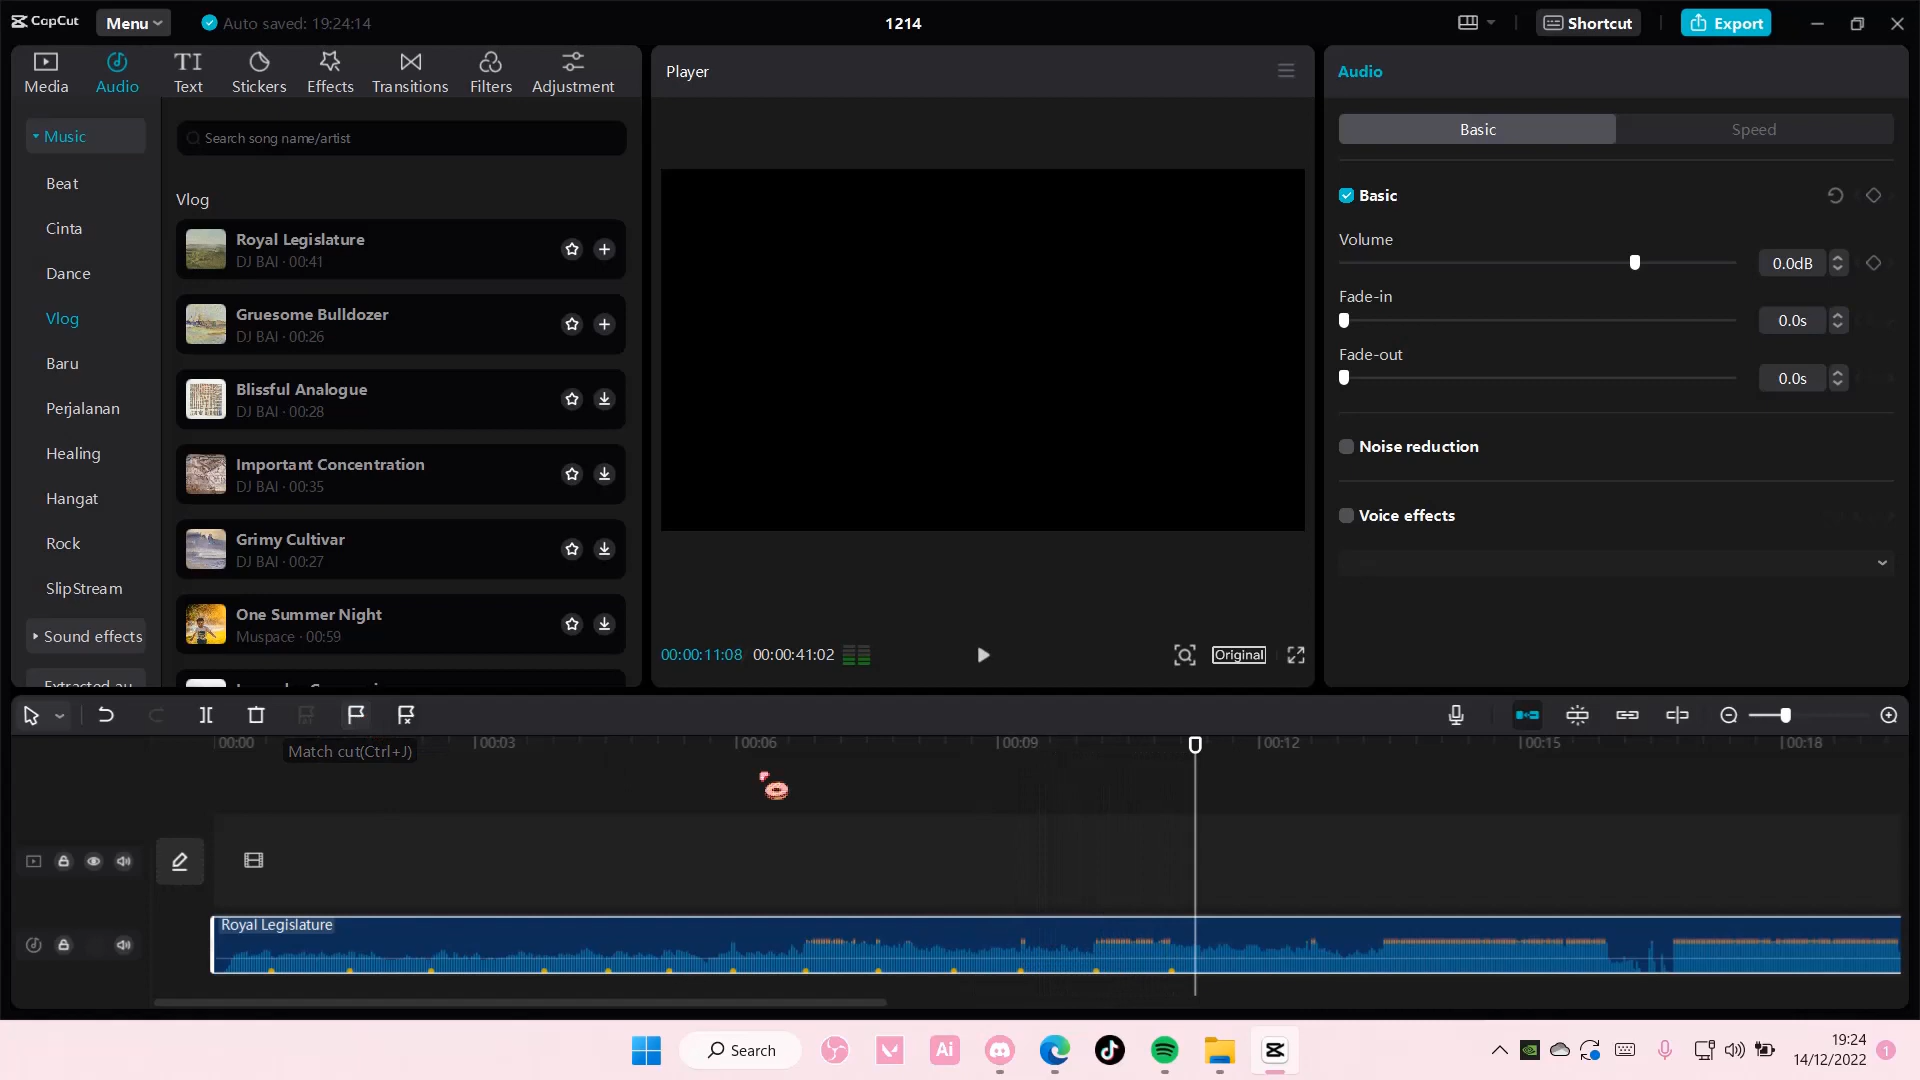 CapCut
Menu
Auto saved: 19:24:14
1214
Shortcut
Export
Media
Audio
Text
Stickers
Effects
Transitions
Filters
Adjustment
Music
Beat
Cinta
Dance
Vlog
Baru
Perjalanan
Healing
Hangat
Rock
SlipStream
Sound effects
Search song name/artist
Vlog
Royal Legislature
DJ BAI · 00:41
Gruesome Bulldozer
DJ BAI · 00:26
Blissful Analogue
DJ BAI · 00:28
Important Concentration
DJ BAI · 00:35
Grimy Cultivar
DJ BAI · 00:27
One Summer Night
Muspace · 00:59
Player
00:00:11:08 00:00:41:02
Original
Audio
Basic
Speed
Basic
Volume
0.0dB
Fade-in
0.0s
Fade-out
0.0s
Noise reduction
Voice effects
00:00
00:03
00:06
00:09
00:12
00:15
00:18
Match cut(Ctrl+J)
Royal Legislature
Search
Ai
19:24
14/12/2022
1